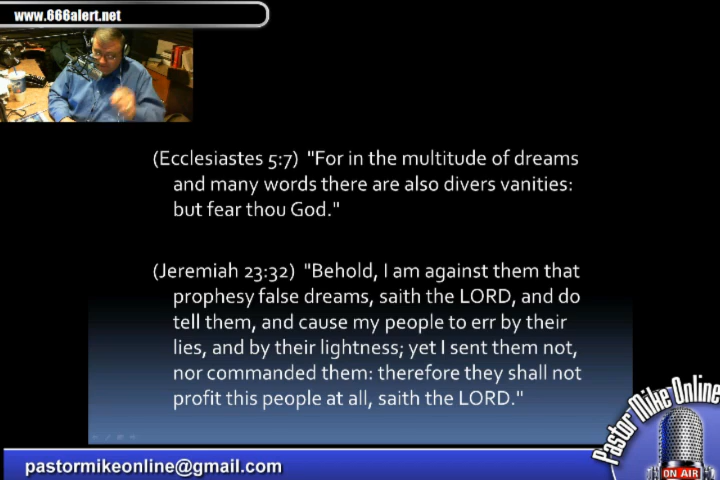 www.666alert.net
(Ecclesiastes 5:7) "For in the multitude of dreams
and many words there are also divers vanities:
but fear thou God."
(Jeremiah 23:32) "Behold, I am against them that
prophesy false dreams, saith the LORD, and do
tell them, and cause my people to err by their
lies, and by their lightness; yet I sent them not,
nor commanded them: therefore they shall not
profit this people at all, saith the LORD."
Pastor Mike Online
ON AIR
pastormikeonline@gmail.com